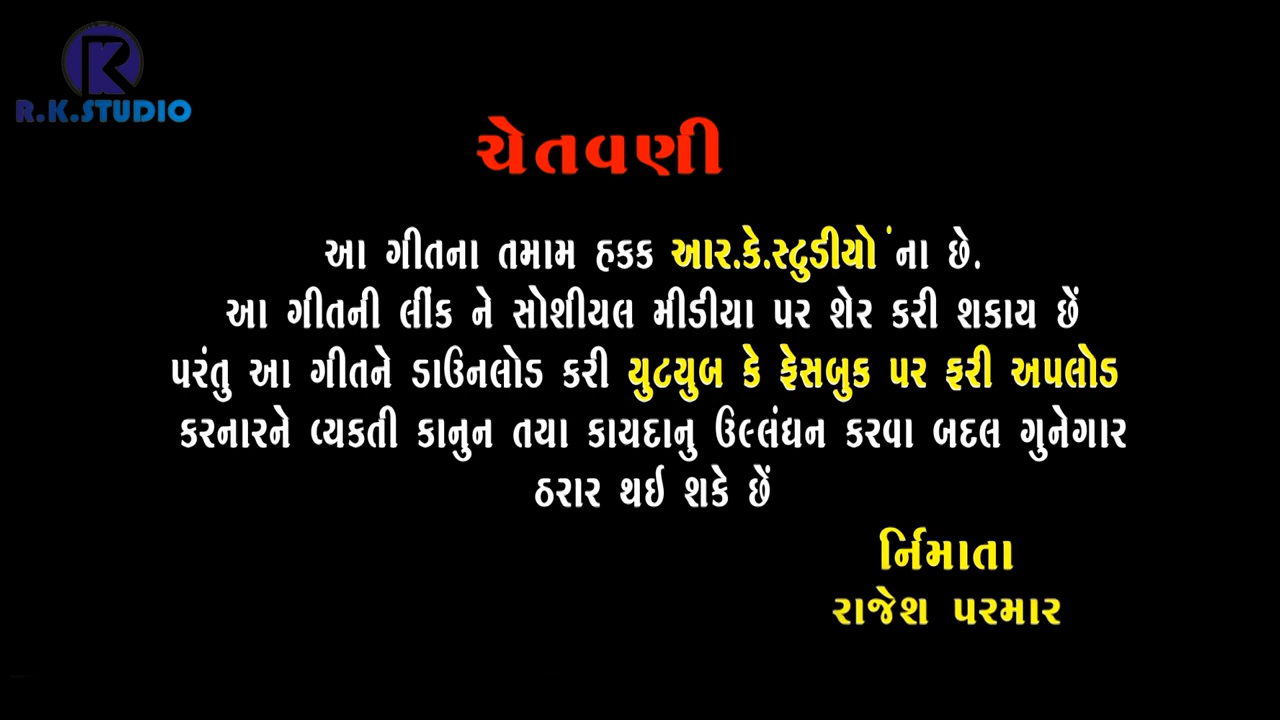 R.K.STUDIO
ચેતવણી
આ ગીતના તમામ હકક આર.કે.સ્ટુડીયોં ના છે.
આ ગીતની લીંક ને સોશીયલ મીડીયા પર શેર કરી શકાય છેં
પરંતુ આ ગીતને ડાઉનલોડ કરી યુટયુબ કે ફેસબુક પર ફરી અપલોડ
કરનારને વ્યકતી કાનુન તયા કાયદાનુ ઉલ્લંઘન કરવા બદલ ગુનેગાર
ઠરાર થઈ શકે છેં
ર્નિમાતા
રાજેશ પરમાર